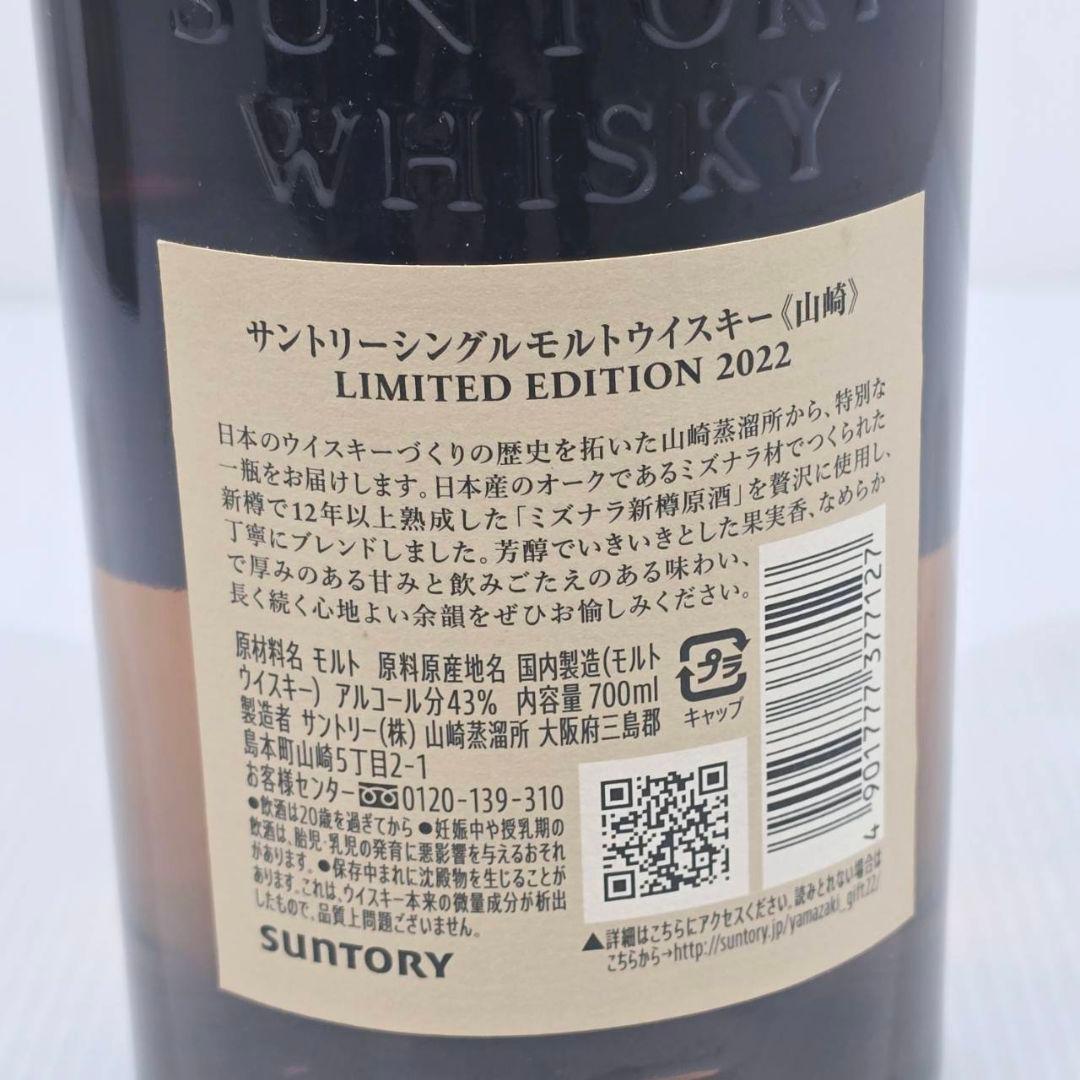 SUNTORY
WHISKY
サントリーシングルモルトウイスキー《山崎》
LIMITED EDITION 2022
日本のウイスキーづくりの歴史を拓いた山崎蒸溜所から、特別な
一瓶をお届けします。日本産のオークであるミズナラ材でつくられた
新樽で12年以上熟成した「ミズナラ新樽原酒」を贅沢に使用し、
丁寧にブレンドしました。芳醇でいきいきとした果実香、なめらか
で厚みのある甘みと飲みごたえのある味わい、
長く続く心地よい余韻をぜひお愉しみください。
原材料名 モルト 原料原産地名 国内製造(モルト
ウイスキー) アルコール分43% 内容量 700ml
製造者 サントリー(株) 山崎蒸溜所 大阪府三島郡
島本町山崎5丁目2-1
お客様センター 0120-139-310
●飲酒は20歳を過ぎてから ●妊娠中や授乳期の
飲酒は、胎児・乳児の発育に悪影響を与えるおそれ
があります。●保存中まれに沈殿物を生じることが
あります。これは、ウイスキー本来の微量成分が析出
したもので、品質上問題ございません。
SUNTORY
プラ
キャップ
4901777377127
▲詳細はこちらにアクセスください。読みとれない場合は
こちらから→http://suntory.jp/yamazaki_gift22/